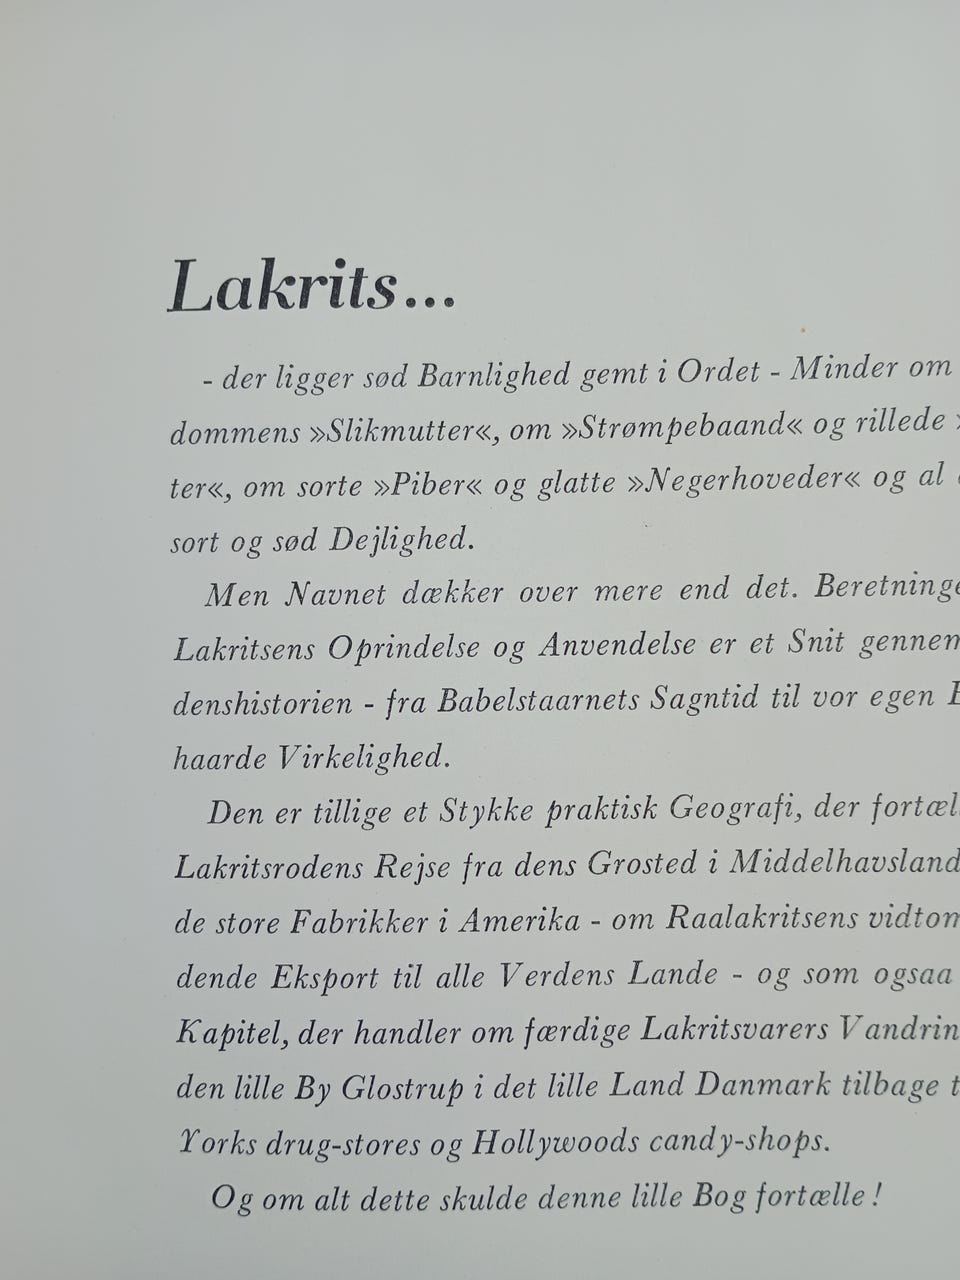 Lakrits...
- der ligger sød Barnlighed gemt i Ordet - Minder om
dommens »Slikmutter«, om »Strømpebaand« og rillede
ter«, om sorte »Piber« og glatte »Negerhoveder« og al
sort og sød Dejlighed.
Men Navnet dækker over mere end det. Beretninge
Lakritsens Oprindelse og Anvendelse er et Snit gennem
denshistorien - fra Babelstaarnets Sagntid til vor egen
haarde Virkelighed.
Den er tillige et Stykke praktisk Geografi, der fortæl
Lakritsrodens Rejse fra dens Grosted i Middelhavsland
de store Fabrikker i Amerika - om Raalakritsens vidtom
dende Eksport til alle Verdens Lande - og som ogsaa
Kapitel, der handler om færdige Lakritsvarers Vandrin
den lille By Glostrup i det lille Land Danmark tilbage t
Yorks drug-stores og Hollywoods candy-shops.
Og om alt dette skulde denne lille Bog fortælle!